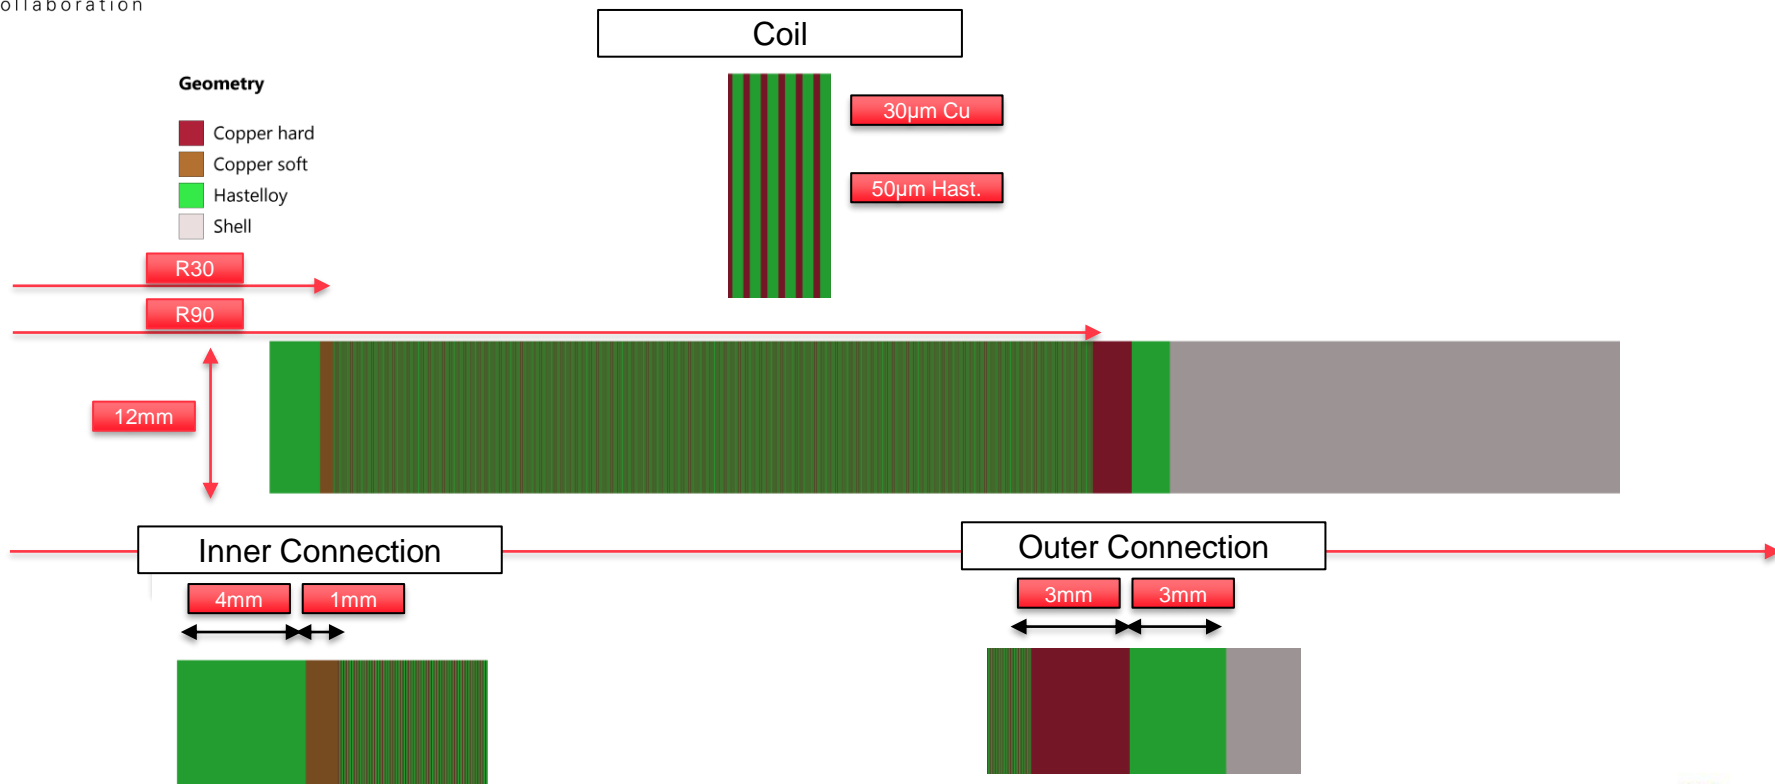 ollaboration
Coil
Geometry
Copper hard
Copper soft
Hastelloy
Shell
30µm Cu
50µm Hast.
R30
R90
12mm
Inner Connection
Outer Connection
4mm
1mm
3mm
3mm